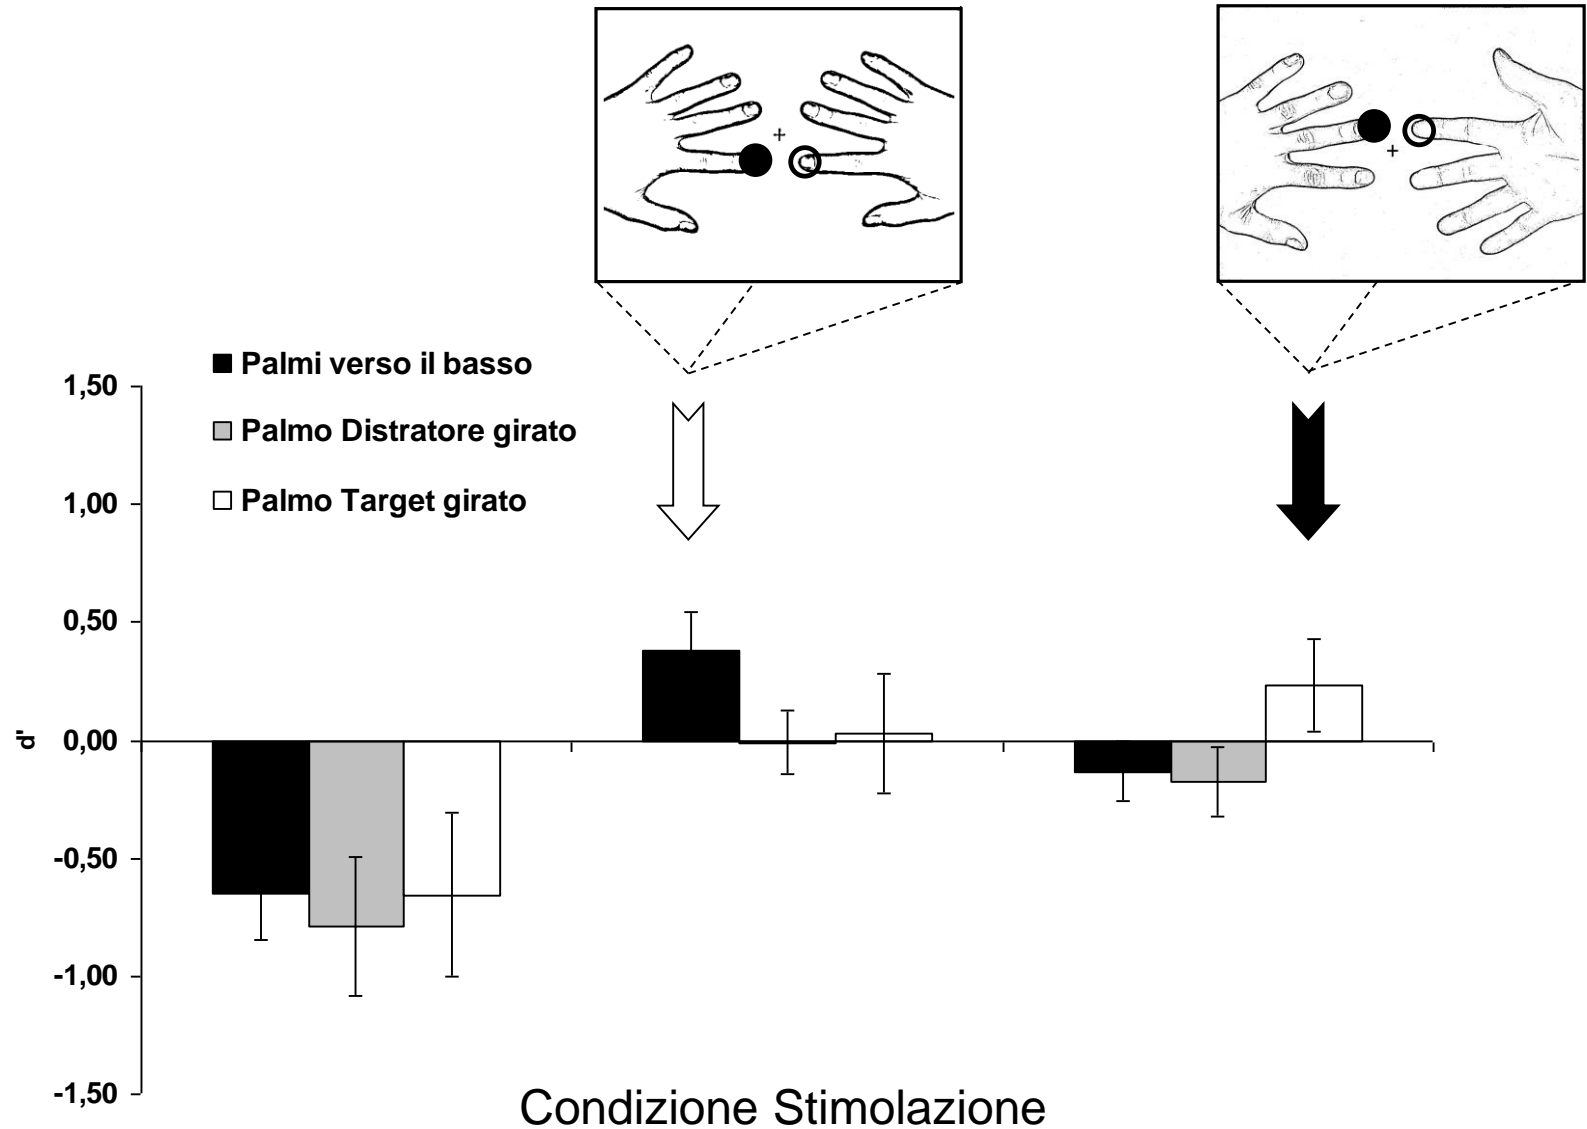 Palmi verso il basso
Palmo Distratore girato
Palmo Target girato
1,50
1,00
0,50
0,00
-0,50
-1,00
-1,50
d'
Condizione Stimolazione